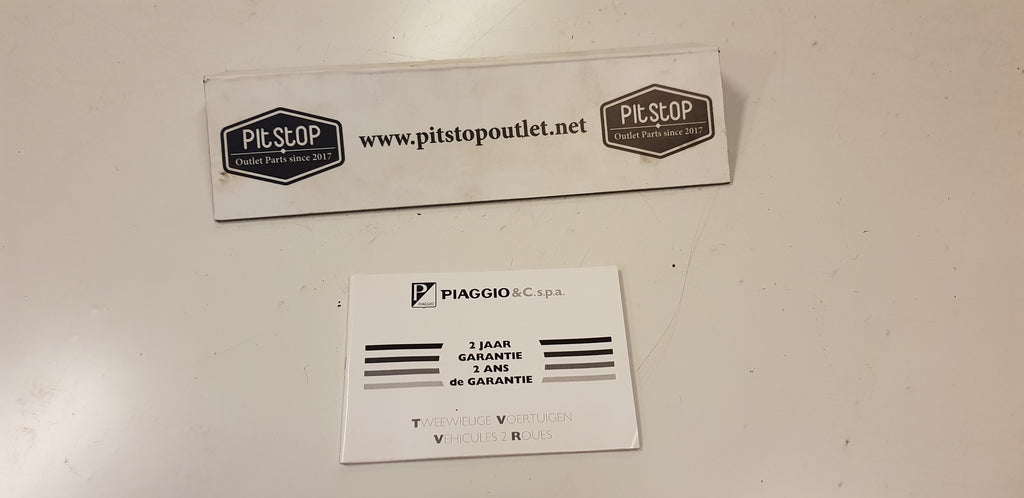 PitStop
Outlet Parts since 2017
www.pitstopoutlet.net
PitStop
Outlet Parts since 2017
P
PIAGGIO
PIAGGIO & C. s.p.a.
2 JAAR
GARANTIE
2 ANS
de GARANTIE
TWEEWIELIGE VOERTUIGEN
VEHICULES 2 ROUES